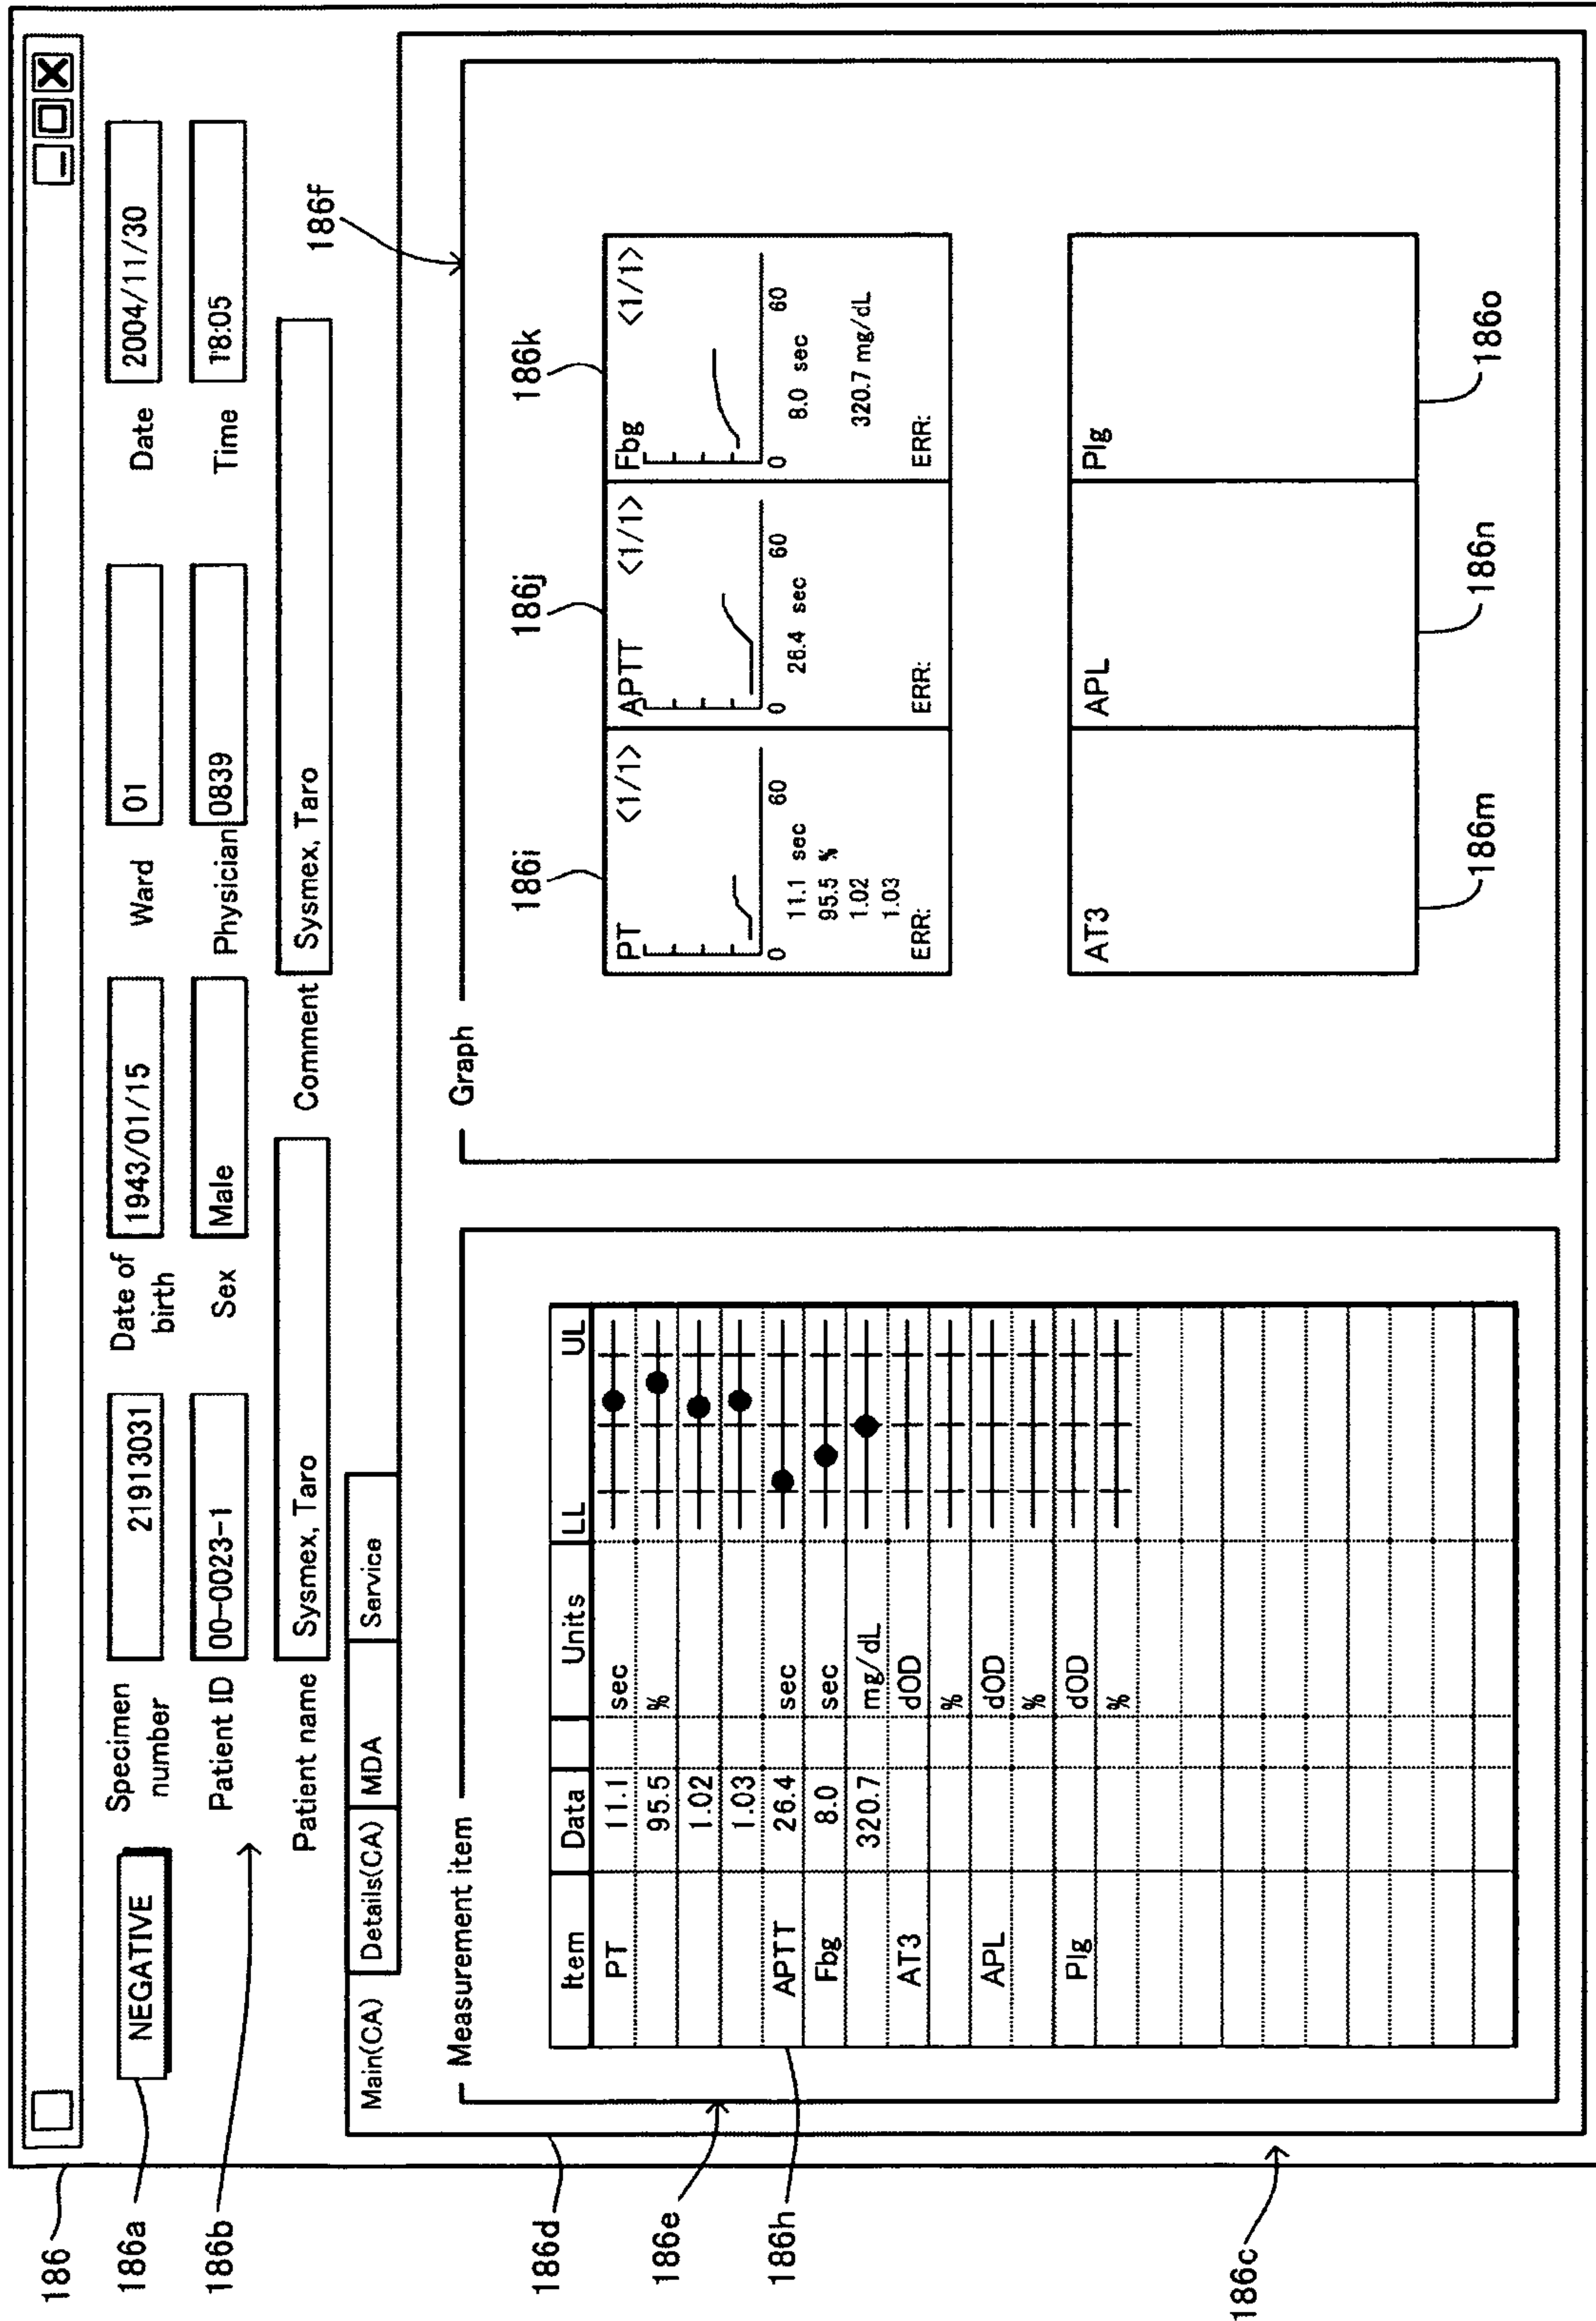 186
186a
186b
186d
186e
186h
186c
NEGATIVE
Specimen number 21913031
Date of birth 1943/01/15
Ward 01
Date 2004/11/30
Patient ID 00-0023-1
Sex Male
Physician 0839
Time 18:05
Patient name Sysmex, Taro
Comment Sysmex, Taro
186f
Main(CA) Details(CA) MDA Service
Measurement item
Item Data Units LL UL
PT 11.1 sec
95.5 %
1.02
1.03
APTT 26.4 sec
Fbg 8.0 sec
320.7 mg/dL
AT3 dOD
%
APL dOD
%
Plg dOD
%
Graph
186i 186j 186k
PT <1/1>
0 60
11.1 sec
95.5 %
1.02
1.03
ERR:
APTT <1/1>
0 60
26.4 sec
ERR:
Fbg <1/1>
0 60
8.0 sec
320.7 mg/dL
ERR:
AT3 APL Plg
186m 186n 186o